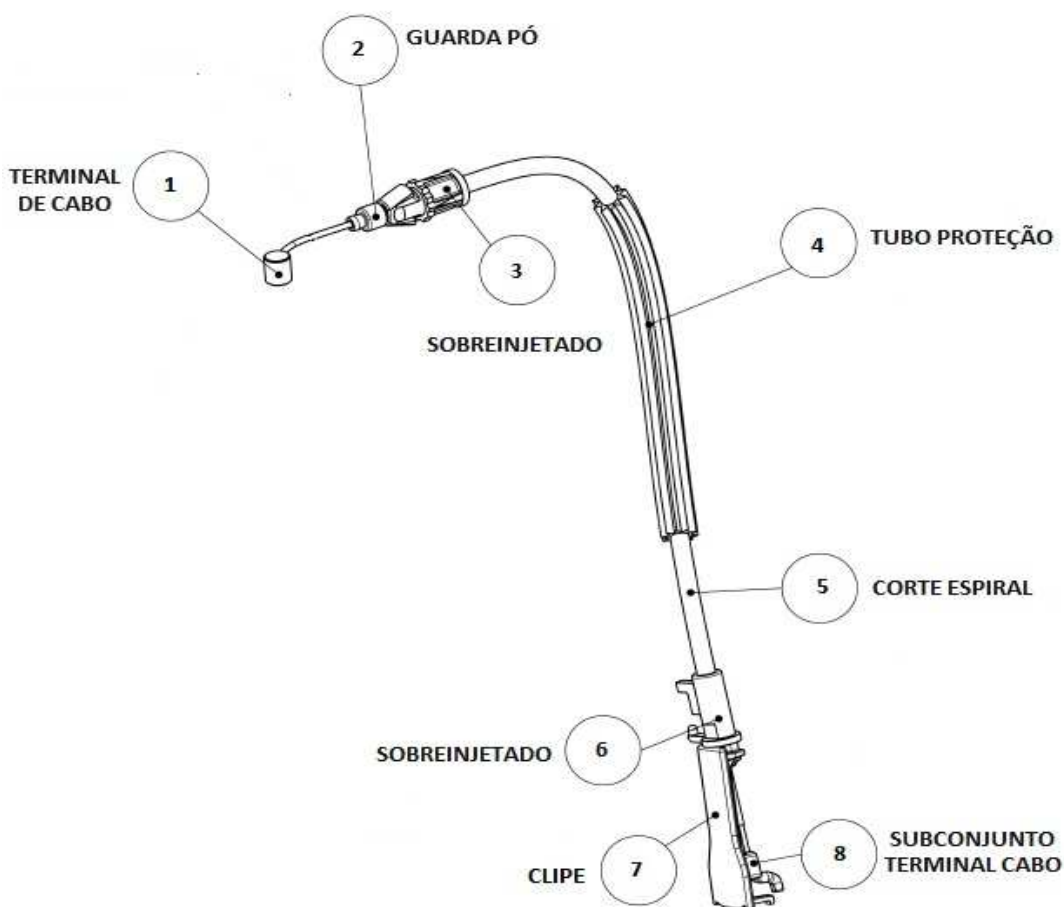 2
GUARDA PÓ
TERMINAL
DE CABO
1
3
SOBREINJETADO
4
TUBO PROTEÇÃO
5
CORTE ESPIRAL
SOBREINJETADO
6
CLIPE
7
8
SUBCONJUNTO
TERMINAL CABO